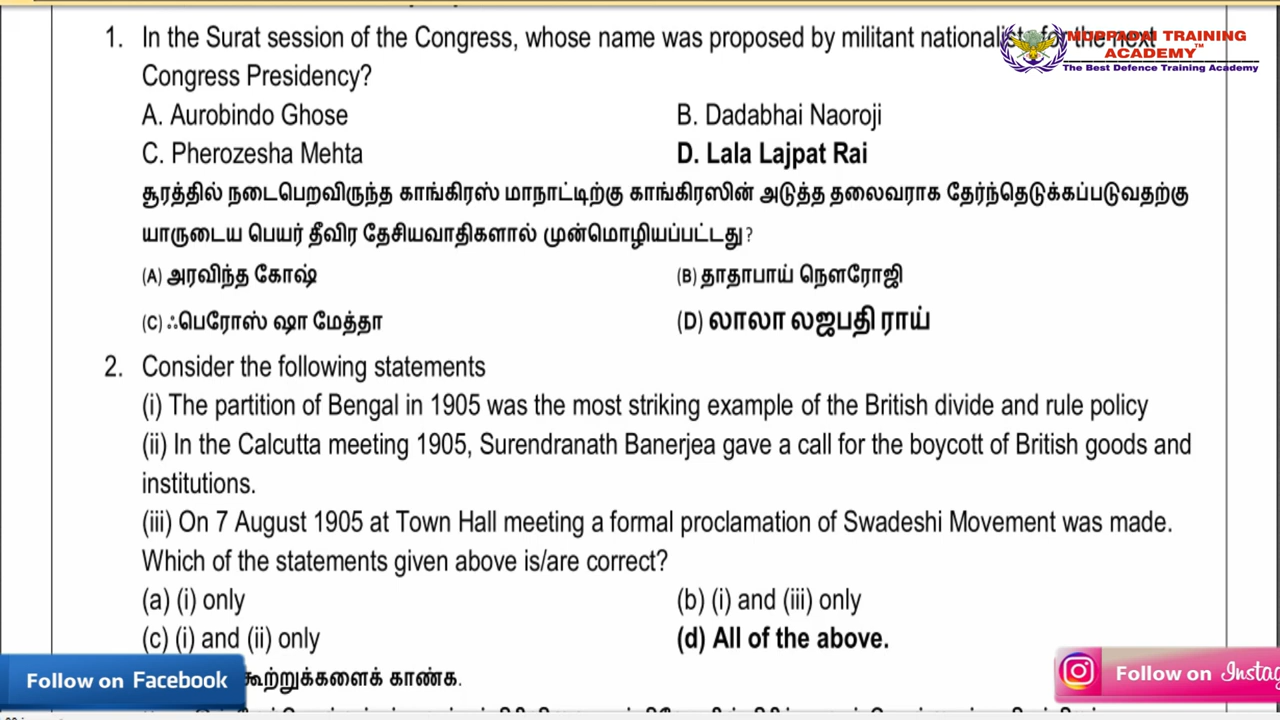 1. In the Surat session of the Congress, whose name was proposed by militant nationalists for the next
Congress Presidency?
MUPPADAI TRAINING
ACADEMY™
The Best Defence Training Academy
A. Aurobindo Ghose B. Dadabhai Naoroji
C. Pherozesha Mehta D. Lala Lajpat Rai
சூரத்தில் நடைபெறவிருந்த காங்கிரஸ் மாநாட்டிற்கு காங்கிரஸின் அடுத்த தலைவராக தேர்ந்தெடுக்கப்படுவதற்கு
யாருடைய பெயர் தீவிர தேசியவாதிகளால் முன்மொழியப்பட்டது?
(A) அரவிந்த கோஷ் (B) தாதாபாய் நௌரோஜி
(C) ஃபெரோஸ் ஷா மேத்தா (D) லாலா லஜபதி ராய்
2. Consider the following statements
(i) The partition of Bengal in 1905 was the most striking example of the British divide and rule policy
(ii) In the Calcutta meeting 1905, Surendranath Banerjea gave a call for the boycott of British goods and
institutions.
(iii) On 7 August 1905 at Town Hall meeting a formal proclamation of Swadeshi Movement was made.
Which of the statements given above is/are correct?
(a) (i) only (b) (i) and (iii) only
(c) (i) and (ii) only (d) All of the above.
கூற்றுக்களைக் காண்க.
Follow on Facebook
Follow on